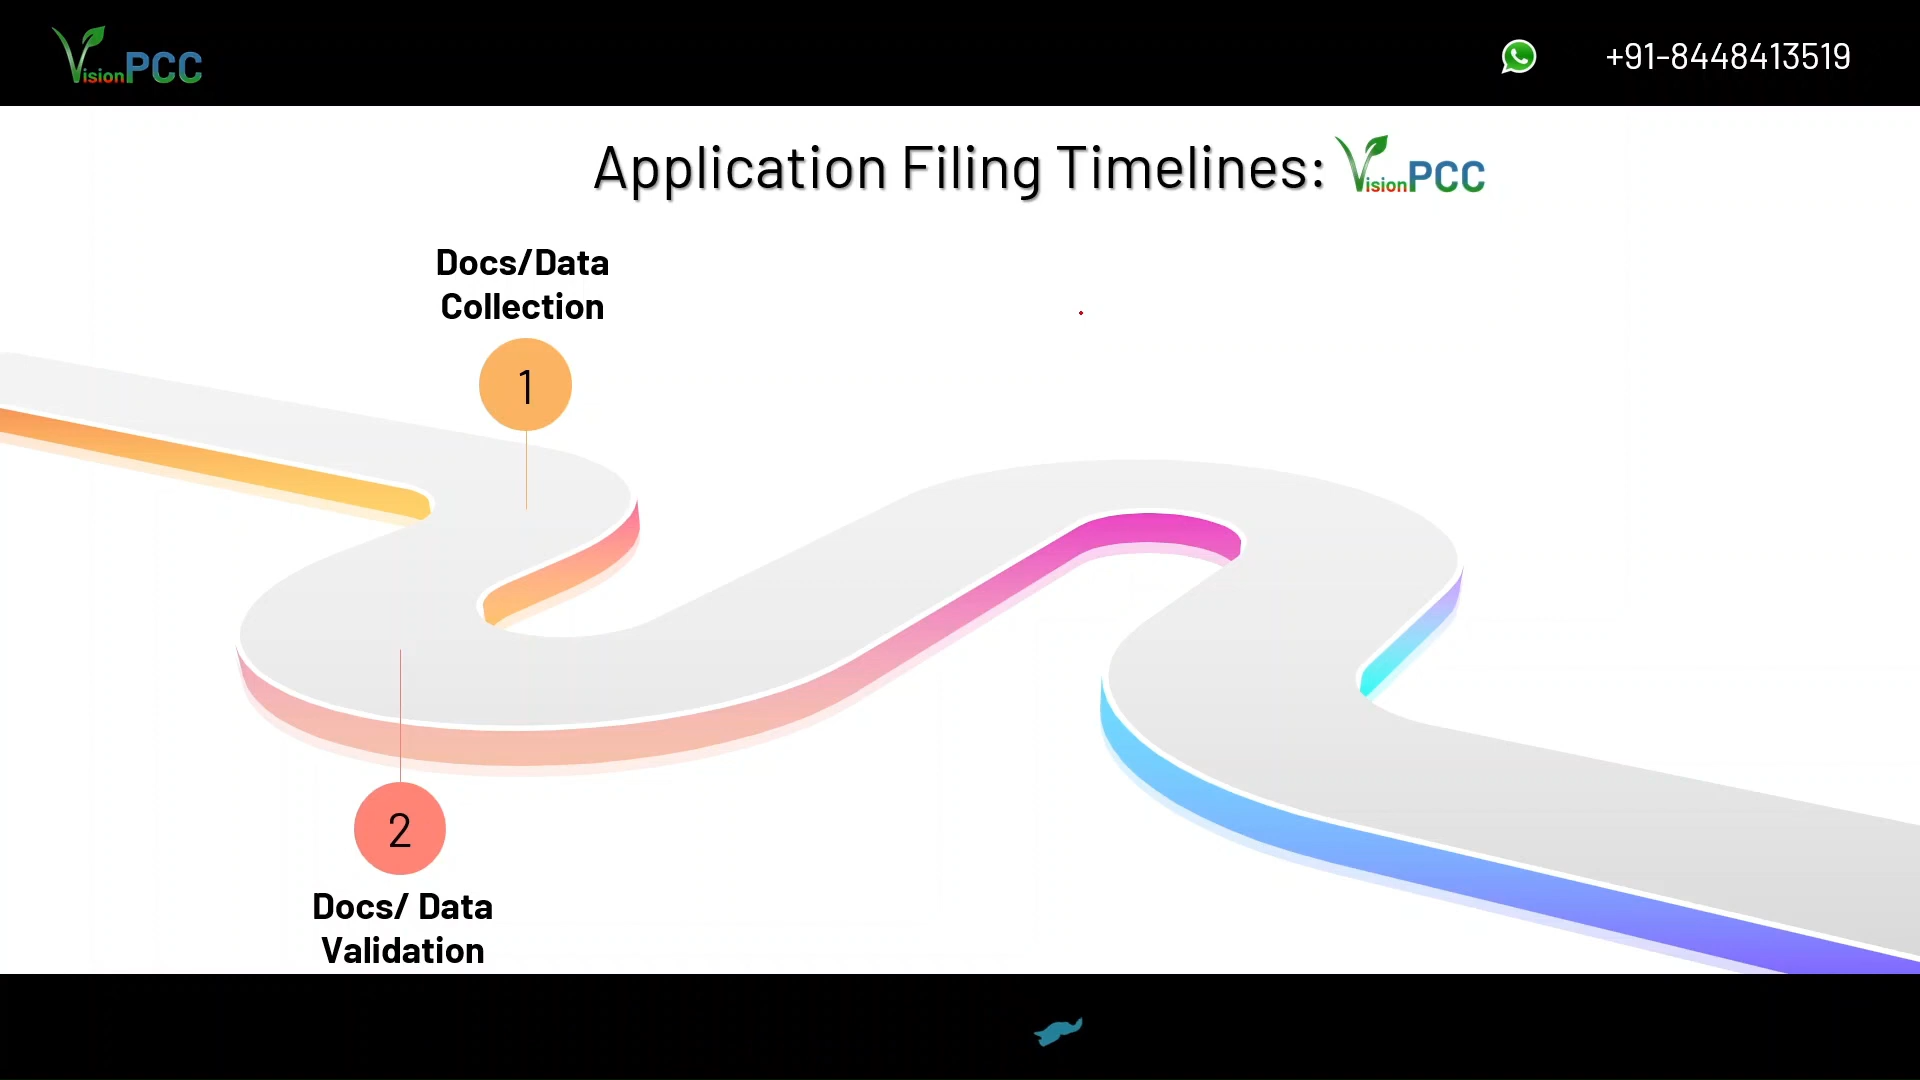 VisionPCC
+91-8448413519
Application Filing Timelines: VisionPCC
Docs/Data
Collection
1
2
Docs/ Data
Validation